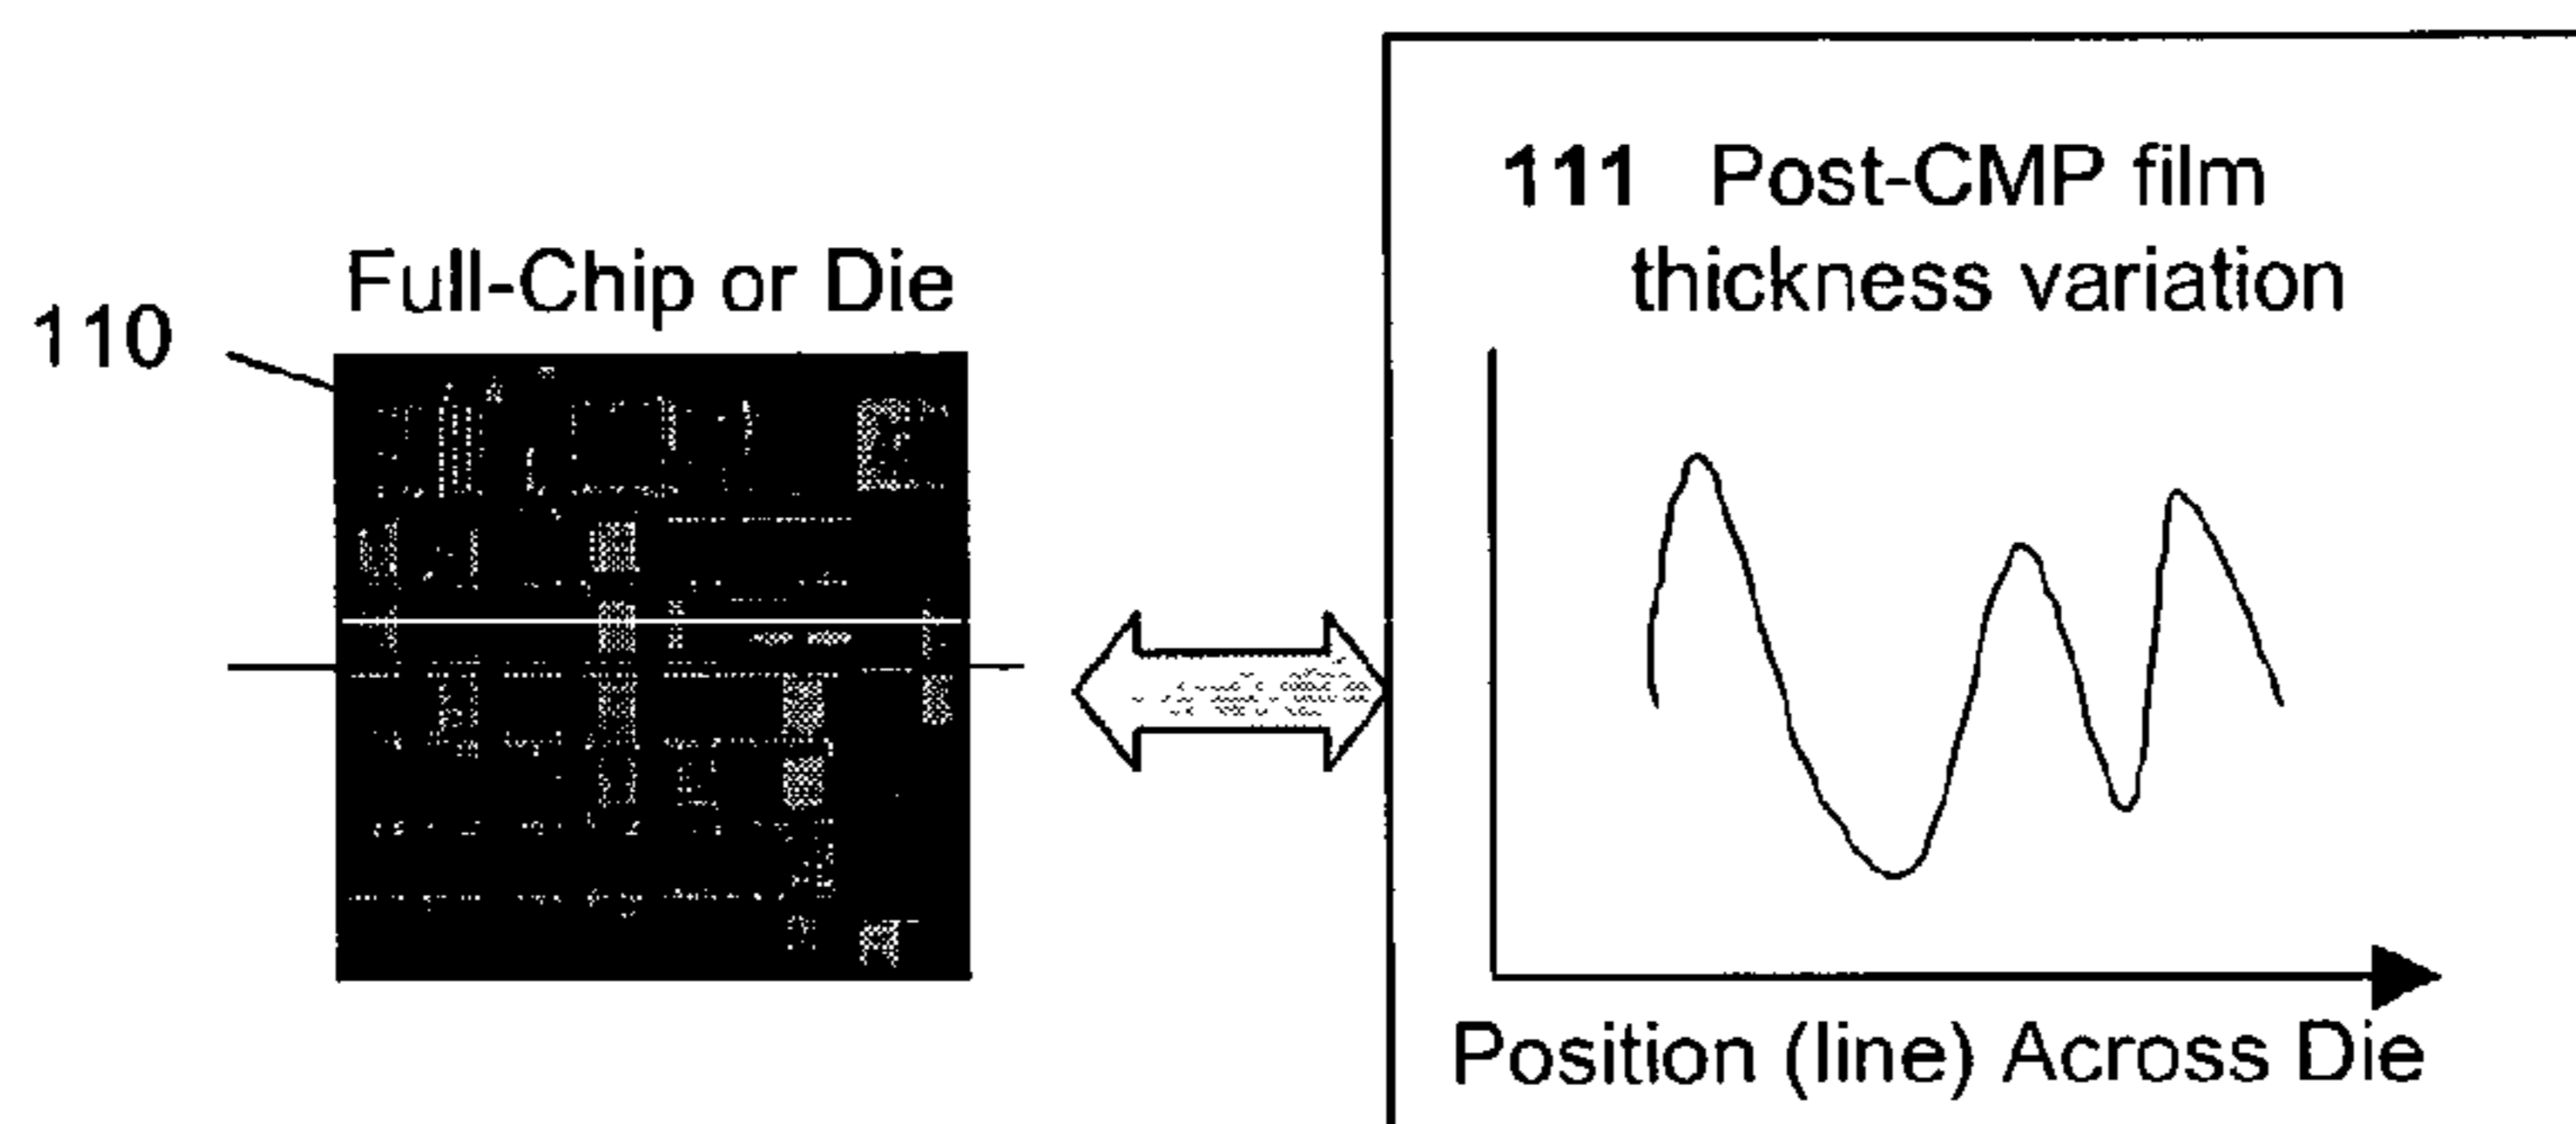 110
Full-Chip or Die
111 Post-CMP film
thickness variation
Position (line) Across Die